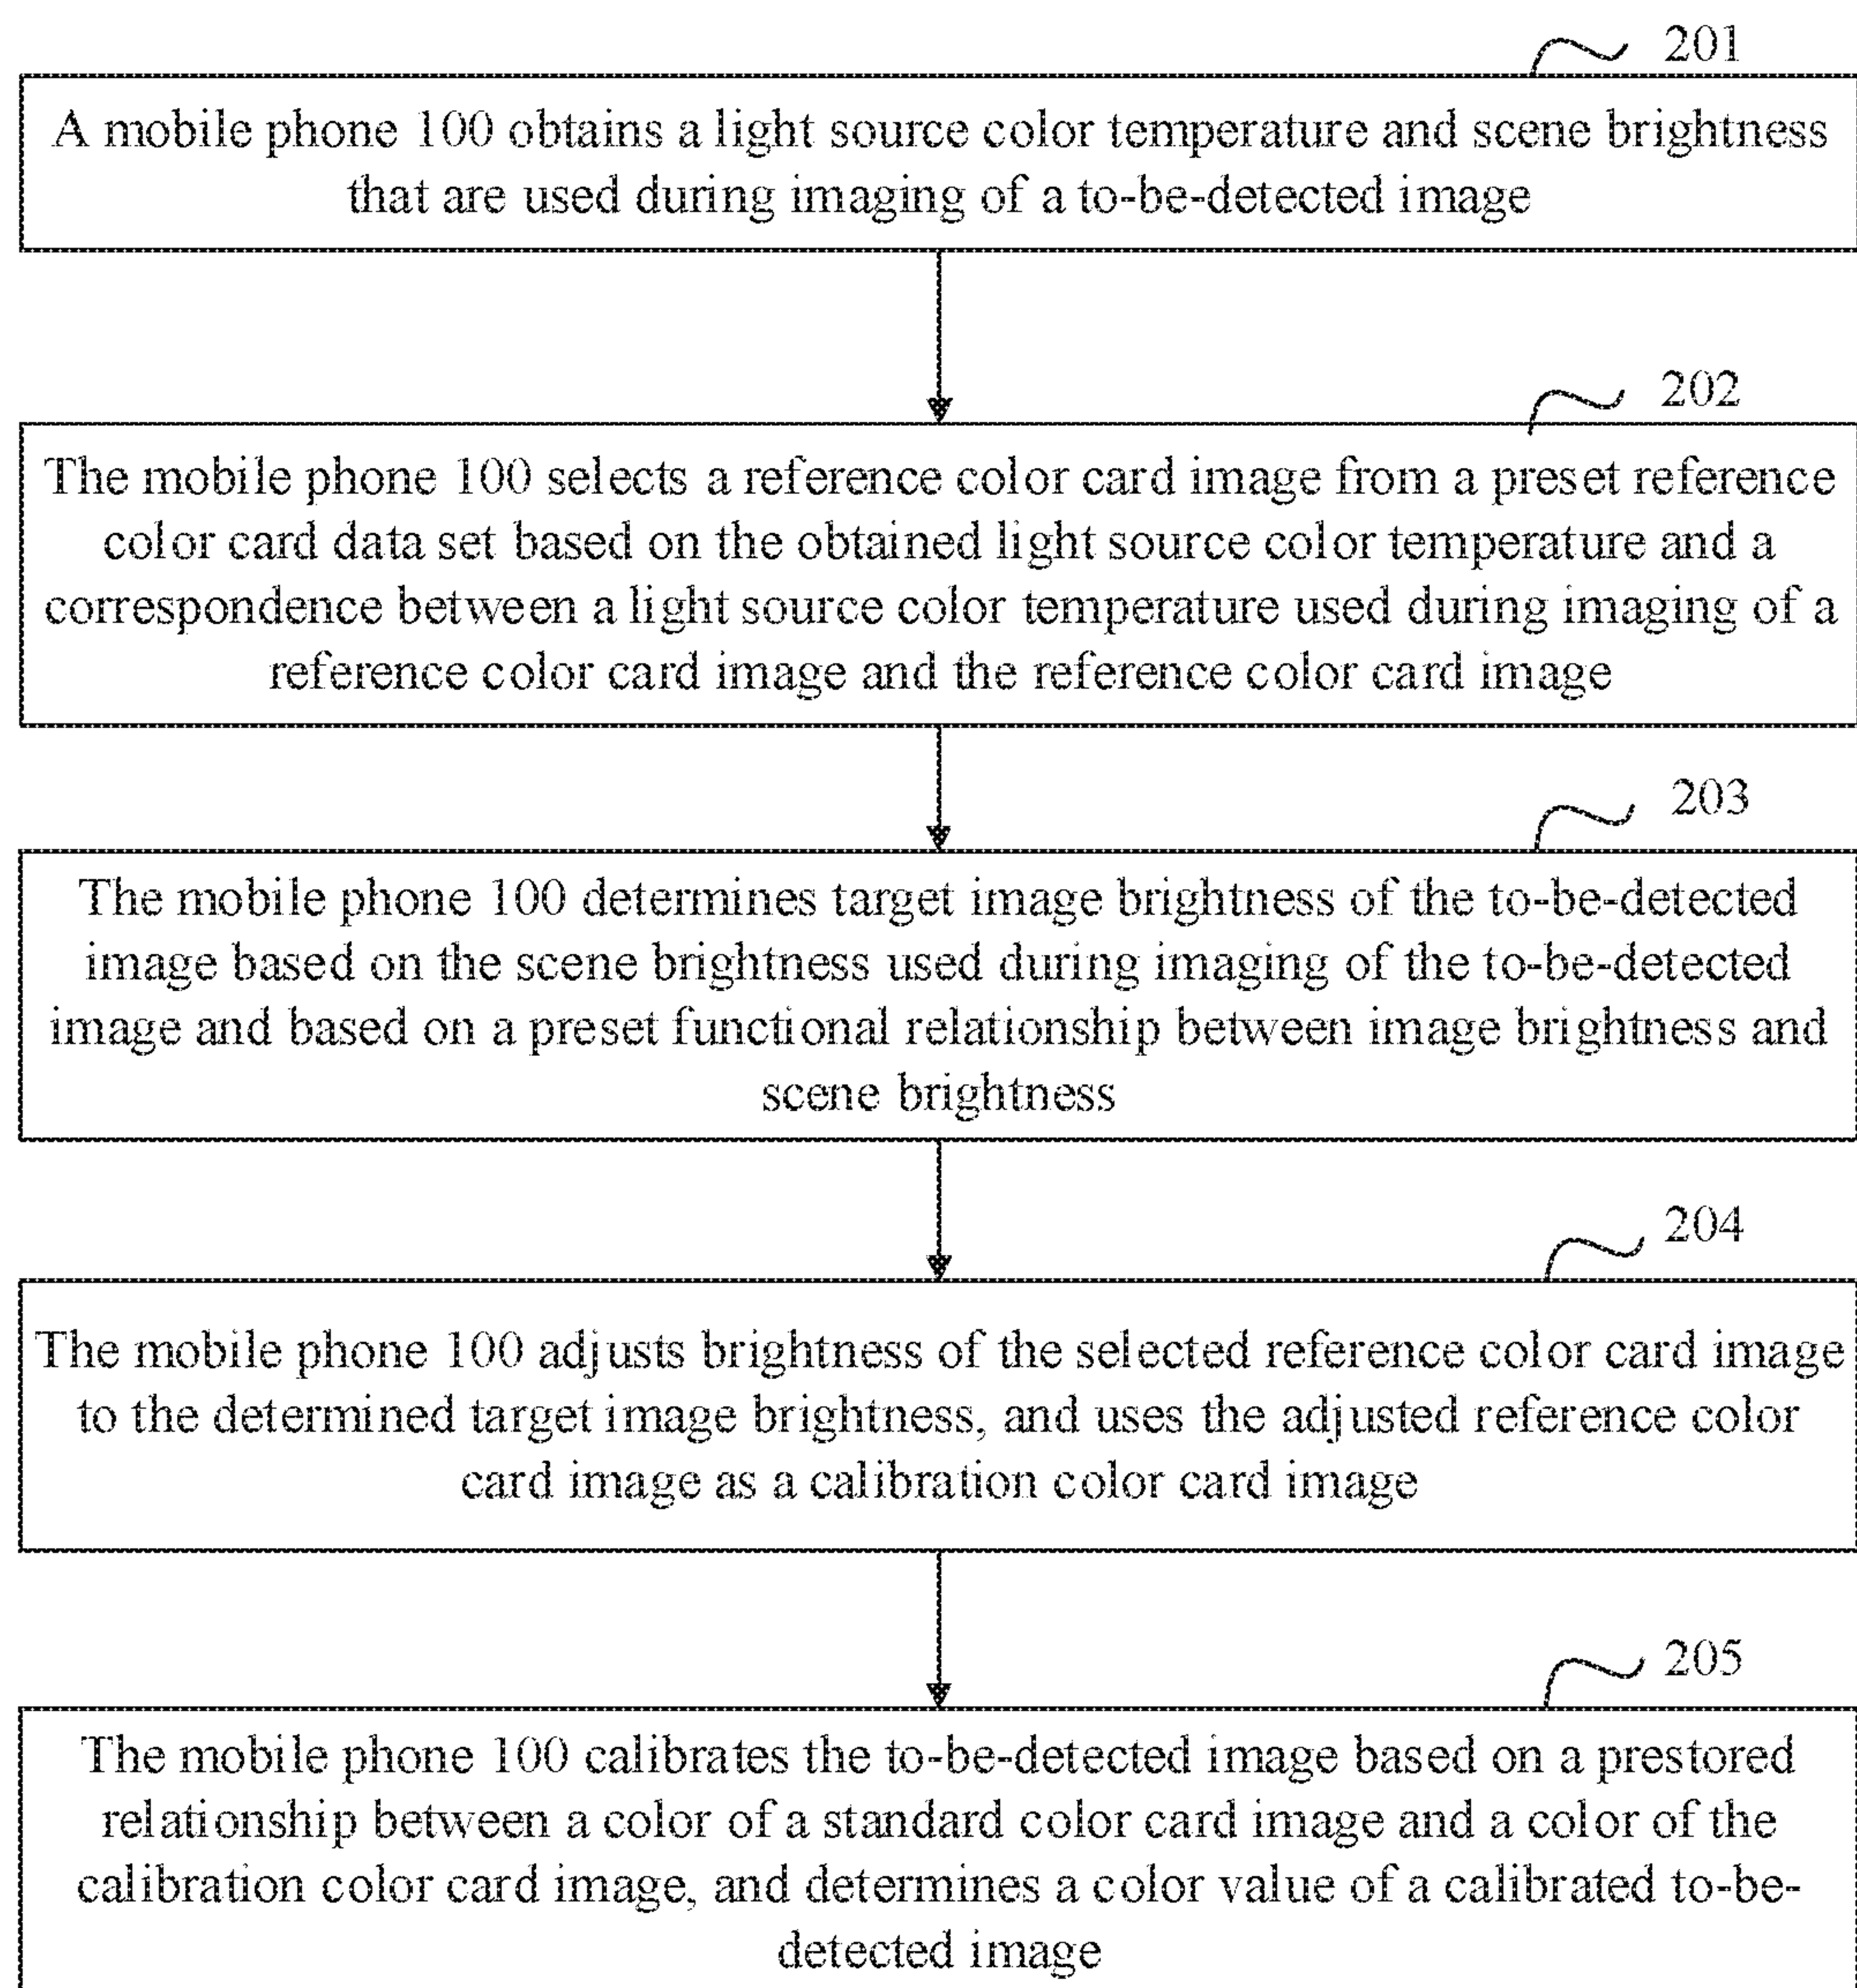 201
A mobile phone 100 obtains a light source color temperature and scene brightness
that are used during imaging of a to-be-detected image
202
The mobile phone 100 selects a reference color card image from a preset reference
color card data set based on the obtained light source color temperature and a
correspondence between a light source color temperature used during imaging of a
reference color card image and the reference color card image
203
The mobile phone 100 determines target image brightness of the to-be-detected
image based on the scene brightness used during imaging of the to-be-detected
image and based on a preset functional relationship between image brightness and
scene brightness
204
The mobile phone 100 adjusts brightness of the selected reference color card image
to the determined target image brightness, and uses the adjusted reference color
card image as a calibration color card image
205
The mobile phone 100 calibrates the to-be-detected image based on a prestored
relationship between a color of a standard color card image and a color of the
calibration color card image, and determines a color value of a calibrated to-be-
detected image